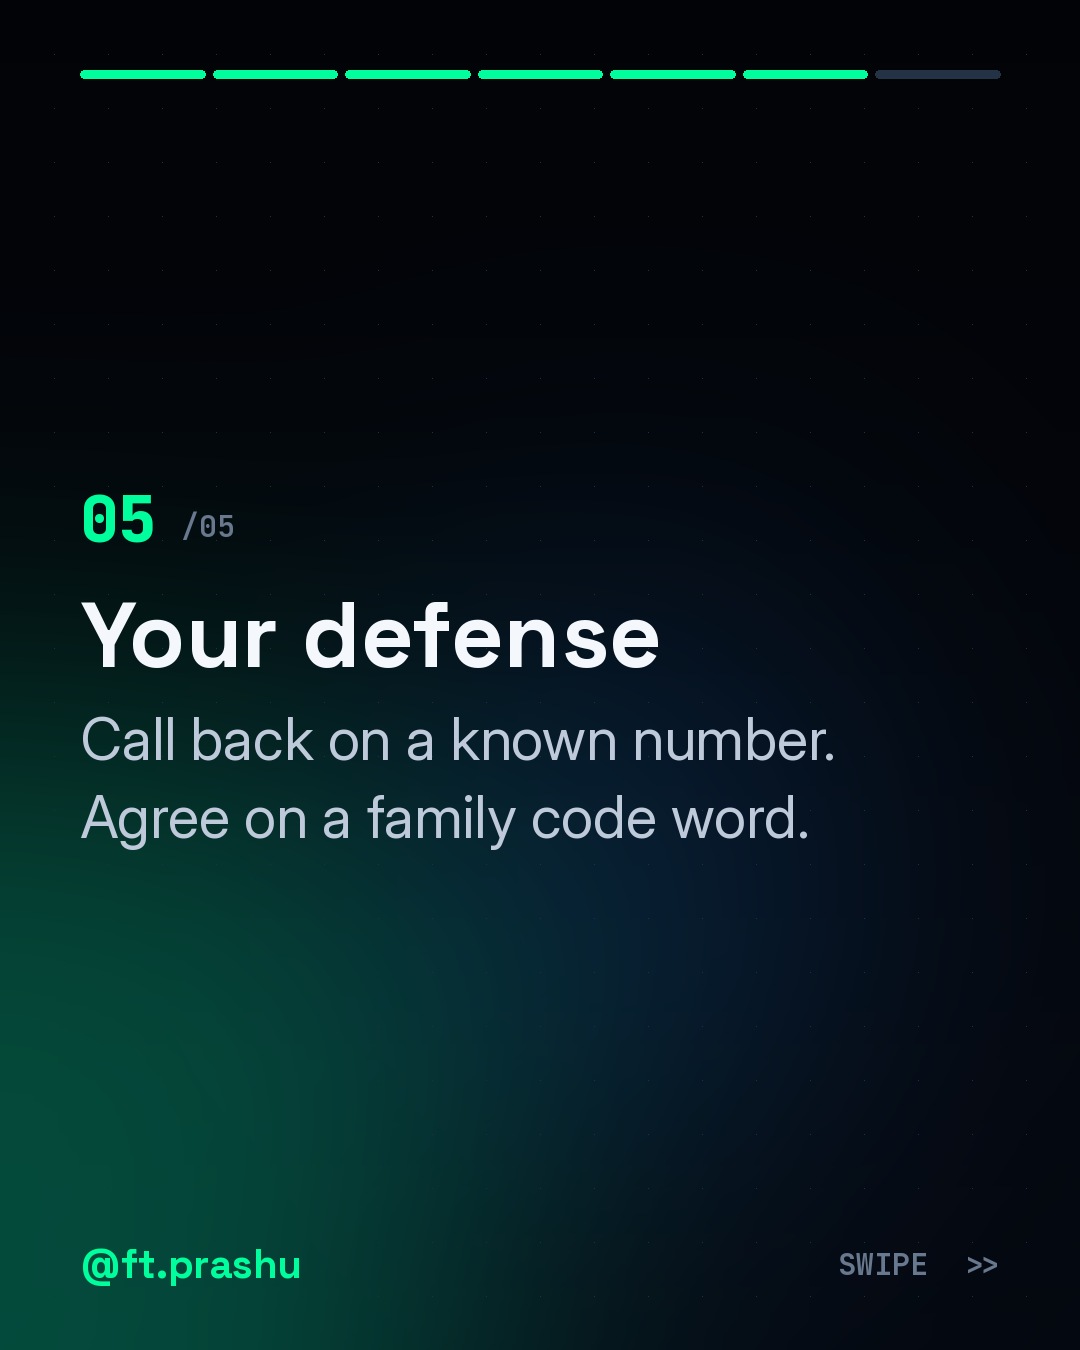 05 /05
Your defense
Call back on a known number.
Agree on a family code word.
@ft.prashu
SWIPE >>